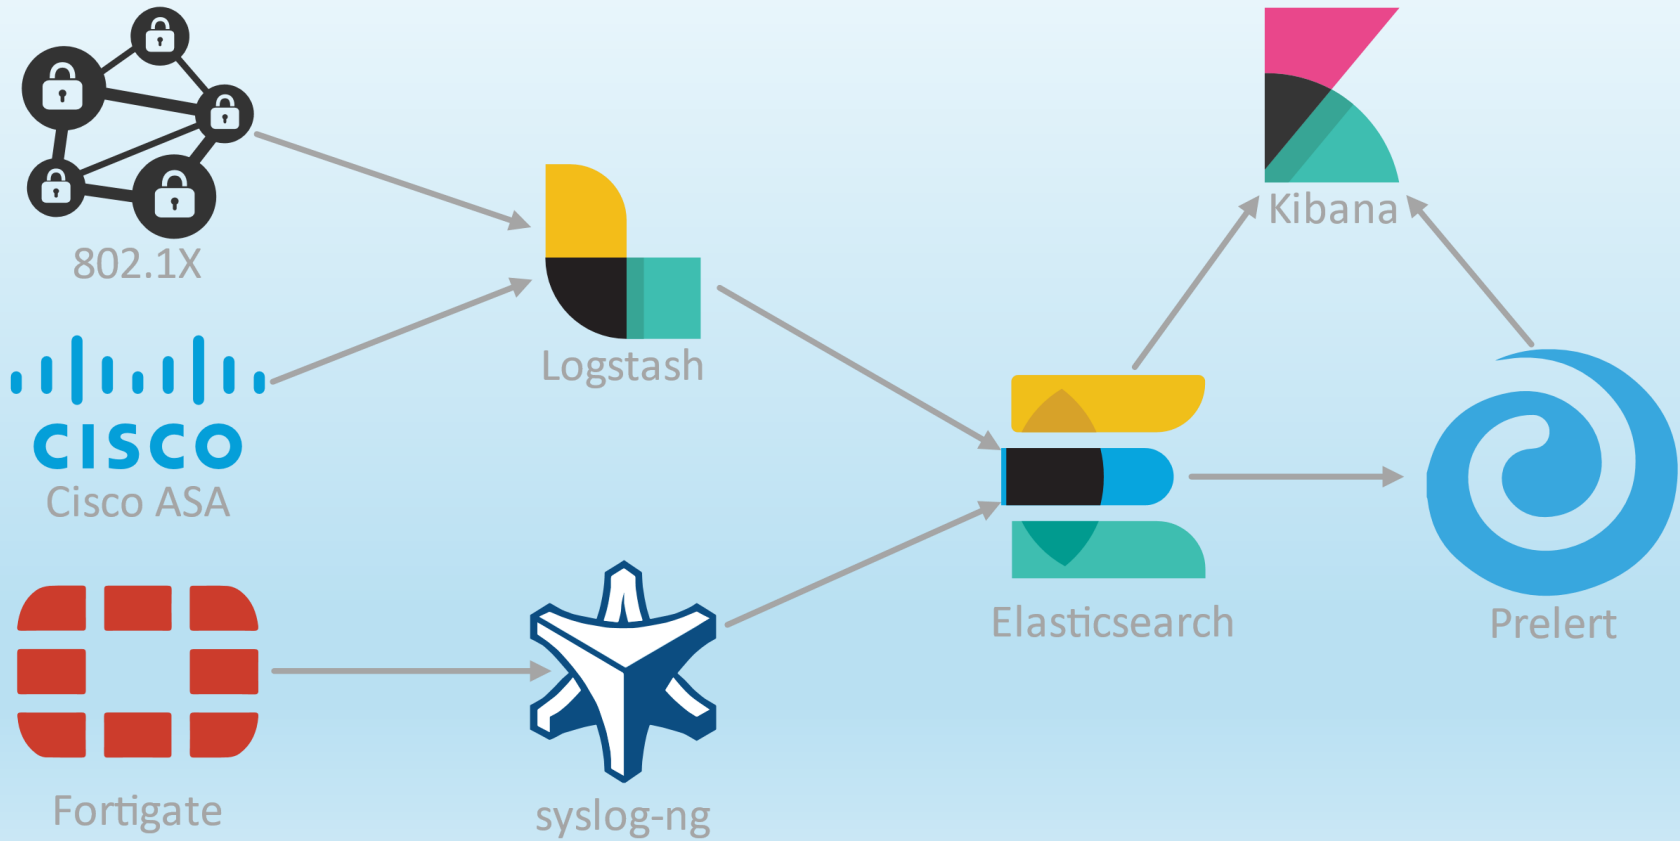 802.1X
CISCO
Cisco ASA
Fortigate
Logstash
syslog-ng
Elasticsearch
Kibana
Prelert